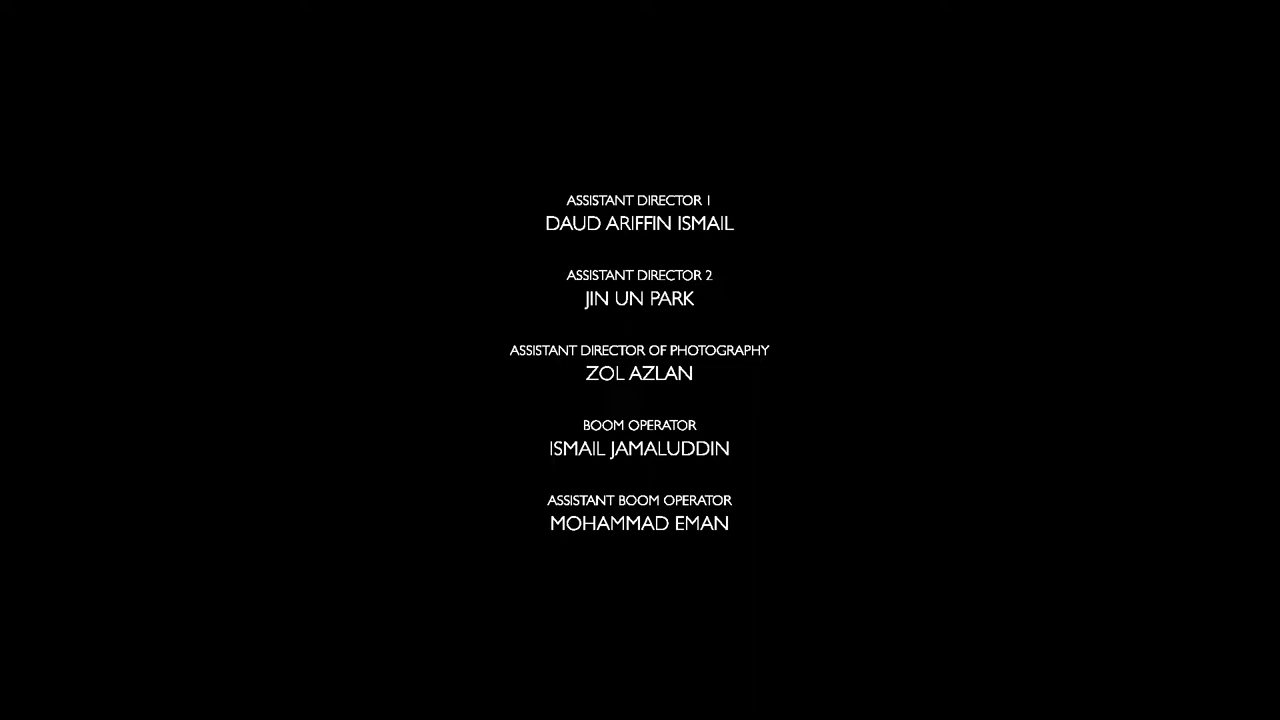 ASSISTANT DIRECTOR 1
DAUD ARIFFIN ISMAIL
ASSISTANT DIRECTOR 2
JIN UN PARK
ASSISTANT DIRECTOR OF PHOTOGRAPHY
ZOL AZLAN
BOOM OPERATOR
ISMAIL JAMALUDDIN
ASSISTANT BOOM OPERATOR
MOHAMMAD EMAN